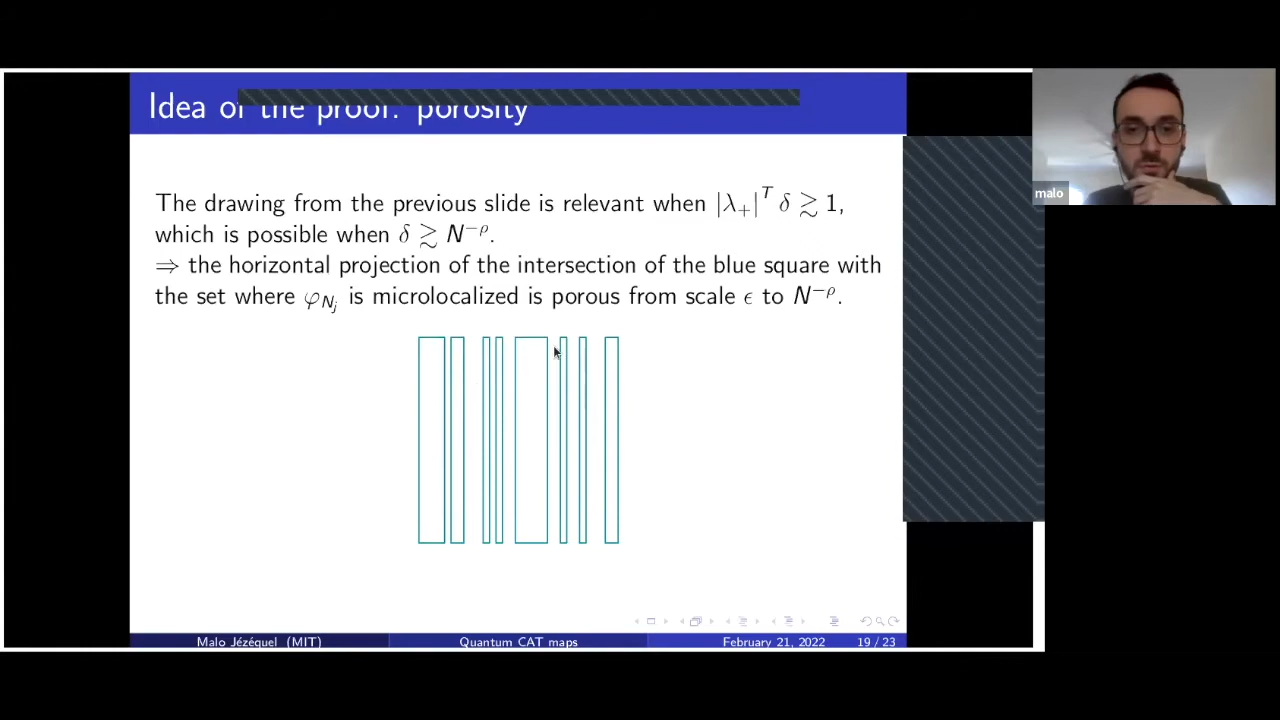 Idea of the proof: porosity
malo
The drawing from the previous slide is relevant when |λ₊|ᵀ δ ≳ 1,
which is possible when δ ≳ N^{−ρ}.
⇒ the horizontal projection of the intersection of the blue square with
the set where φ_{N_j} is microlocalized is porous from scale ϵ to N^{−ρ}.
Malo Jézéquel (MIT) Quantum CAT maps February 21, 2022 19 / 23